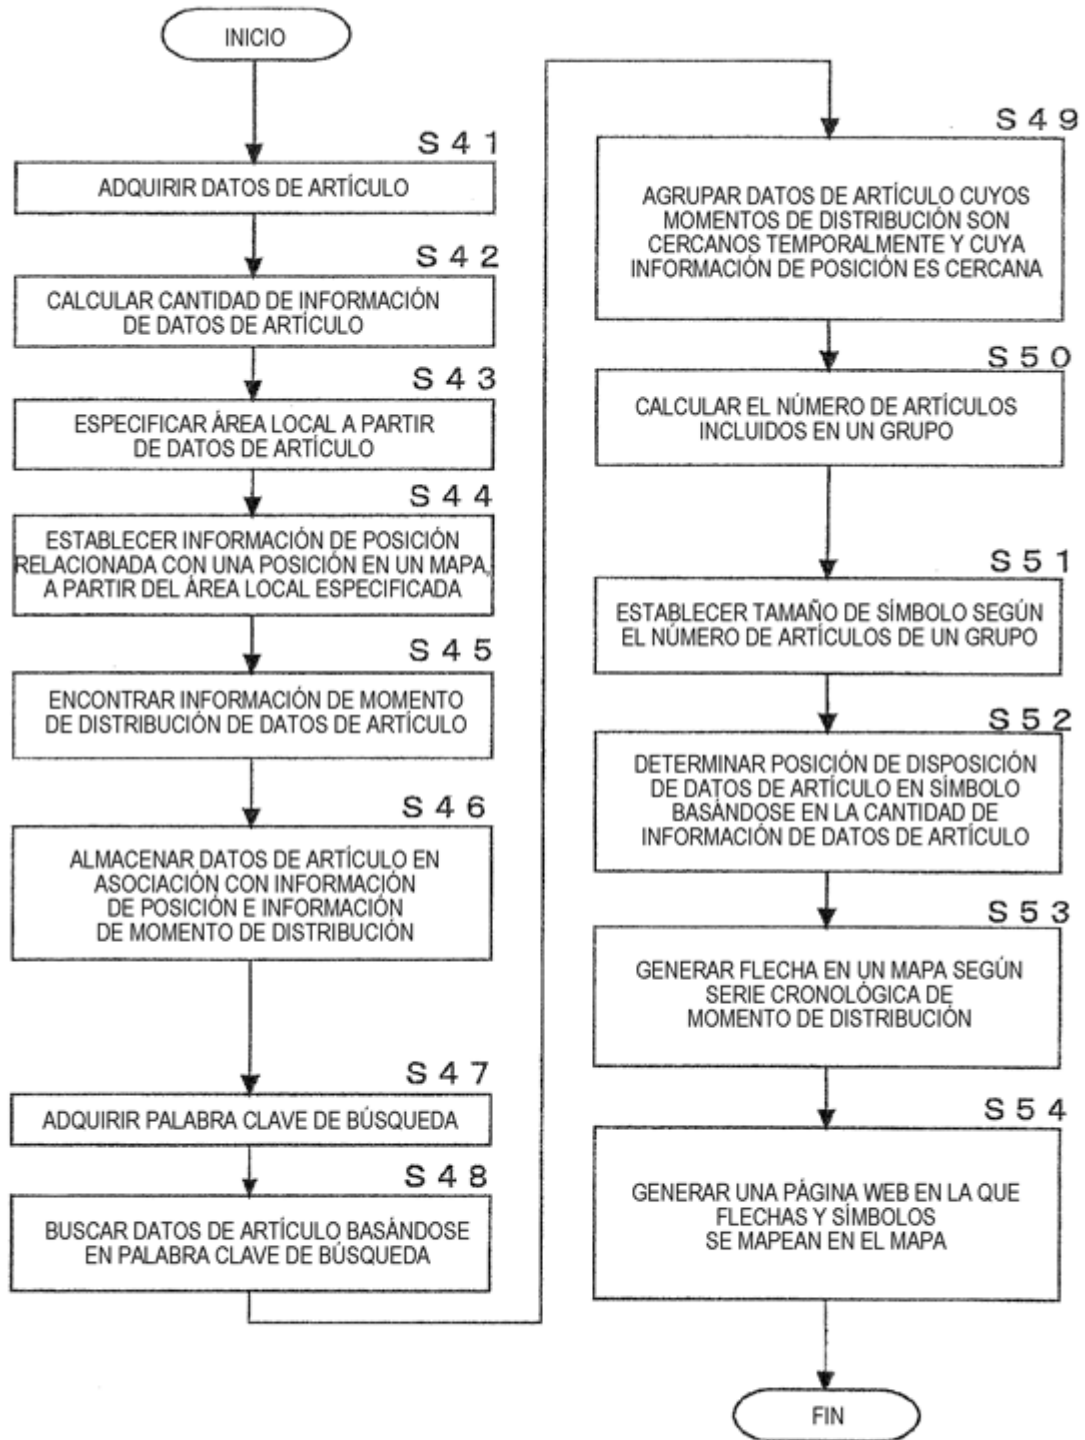 INICIO
S 4 1
ADQUIRIR DATOS DE ARTÍCULO
S 4 2
CALCULAR CANTIDAD DE INFORMACIÓN
DE DATOS DE ARTÍCULO
S 4 3
ESPECIFICAR ÁREA LOCAL A PARTIR
DE DATOS DE ARTÍCULO
S 4 4
ESTABLECER INFORMACIÓN DE POSICIÓN
RELACIONADA CON UNA POSICIÓN EN UN MAPA,
A PARTIR DEL ÁREA LOCAL ESPECIFICADA
S 4 5
ENCONTRAR INFORMACIÓN DE MOMENTO
DE DISTRIBUCIÓN DE DATOS DE ARTÍCULO
S 4 6
ALMACENAR DATOS DE ARTÍCULO EN
ASOCIACIÓN CON INFORMACIÓN
DE POSICIÓN E INFORMACIÓN
DE MOMENTO DE DISTRIBUCIÓN
S 4 7
ADQUIRIR PALABRA CLAVE DE BÚSQUEDA
S 4 8
BUSCAR DATOS DE ARTÍCULO BASÁNDOSE
EN PALABRA CLAVE DE BÚSQUEDA
S 4 9
AGRUPAR DATOS DE ARTÍCULO CUYOS
MOMENTOS DE DISTRIBUCIÓN SON
CERCANOS TEMPORALMENTE Y CUYA
INFORMACIÓN DE POSICIÓN ES CERCANA
S 5 0
CALCULAR EL NÚMERO DE ARTÍCULOS
INCLUIDOS EN UN GRUPO
S 5 1
ESTABLECER TAMAÑO DE SÍMBOLO SEGÚN
EL NÚMERO DE ARTÍCULOS DE UN GRUPO
S 5 2
DETERMINAR POSICIÓN DE DISPOSICIÓN
DE DATOS DE ARTÍCULO EN SÍMBOLO
BASÁNDOSE EN LA CANTIDAD DE
INFORMACIÓN DE DATOS DE ARTÍCULO
S 5 3
GENERAR FLECHA EN UN MAPA SEGÚN
SERIE CRONOLÓGICA DE
MOMENTO DE DISTRIBUCIÓN
S 5 4
GENERAR UNA PÁGINA WEB EN LA QUE
FLECHAS Y SÍMBOLOS
SE MAPEAN EN EL MAPA
FIN